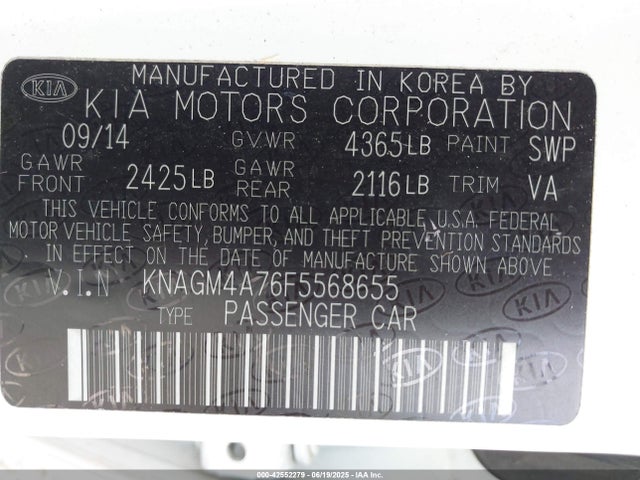 MANUFACTURED IN KOREA BY
KIA KIA MOTORS CORPORATION
09/14 GVWR 4365LB PAINT SWP
GAWR FRONT 2425LB GAWR REAR 2116LB TRIM VA
THIS VEHICLE CONFORMS TO ALL APPLICABLE U.S.A. FEDERAL
MOTOR VEHICLE SAFETY, BUMPER, AND THEFT PREVENTION STANDARDS
IN EFFECT ON THE DATE OF MANUFACTURE SHOWN ABOVE
V.I.N KNAGM4A76F5568655
TYPE PASSENGER CAR
000-42552279 - 06/19/2025 - IAAHQ